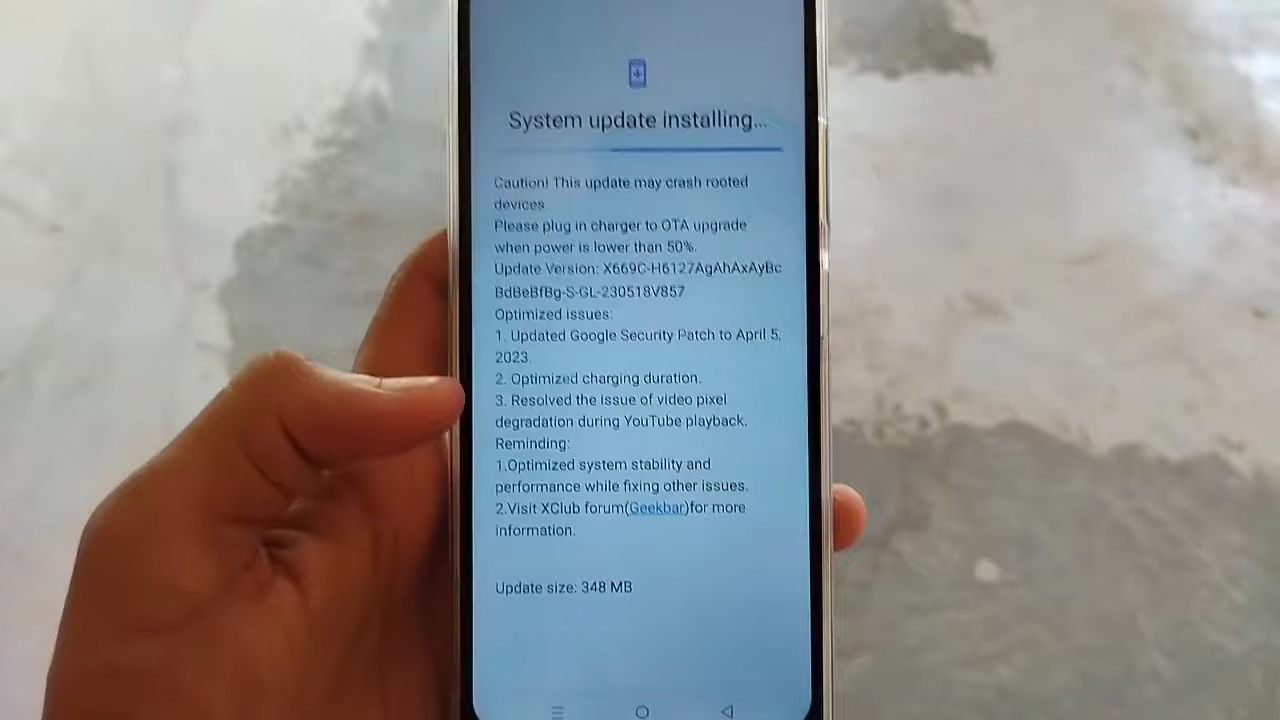 System update installing...
Caution! This update may crash rooted
devices.
Please plug in charger to OTA upgrade
when power is lower than 50%.
Update Version: X669C-H6127AgAhAxAyBc
BdBeBfBg-S-GL-230518V857
Optimized issues:
1. Updated Google Security Patch to April 5,
2023.
2. Optimized charging duration.
3. Resolved the issue of video pixel
degradation during YouTube playback.
Reminding:
1.Optimized system stability and
performance while fixing other issues.
2.Visit XClub forum(Geekbar)for more
information.
Update size: 348 MB